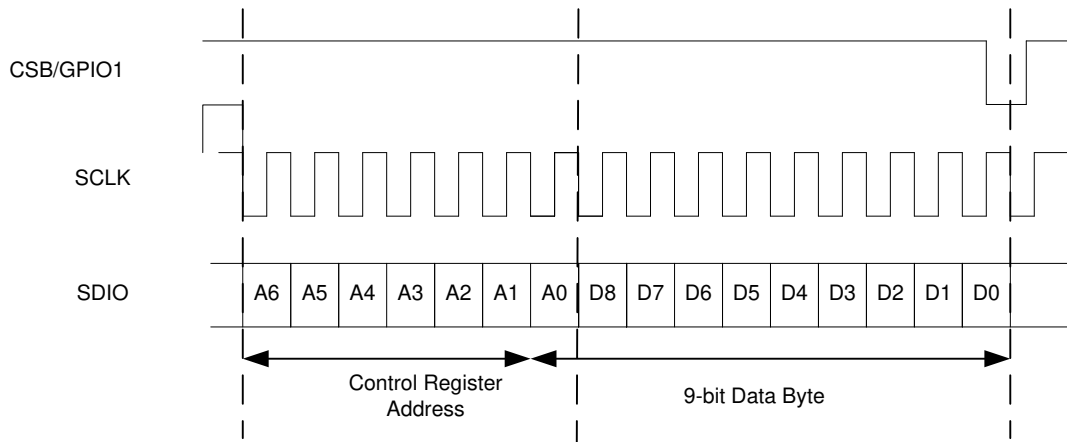 CSB/GPIO1
SCLK
SDIO
A6 A5 A4 A3 A2 A1 A0 D8 D7 D6 D5 D4 D3 D2 D1 D0
Control Register
Address
9-bit Data Byte